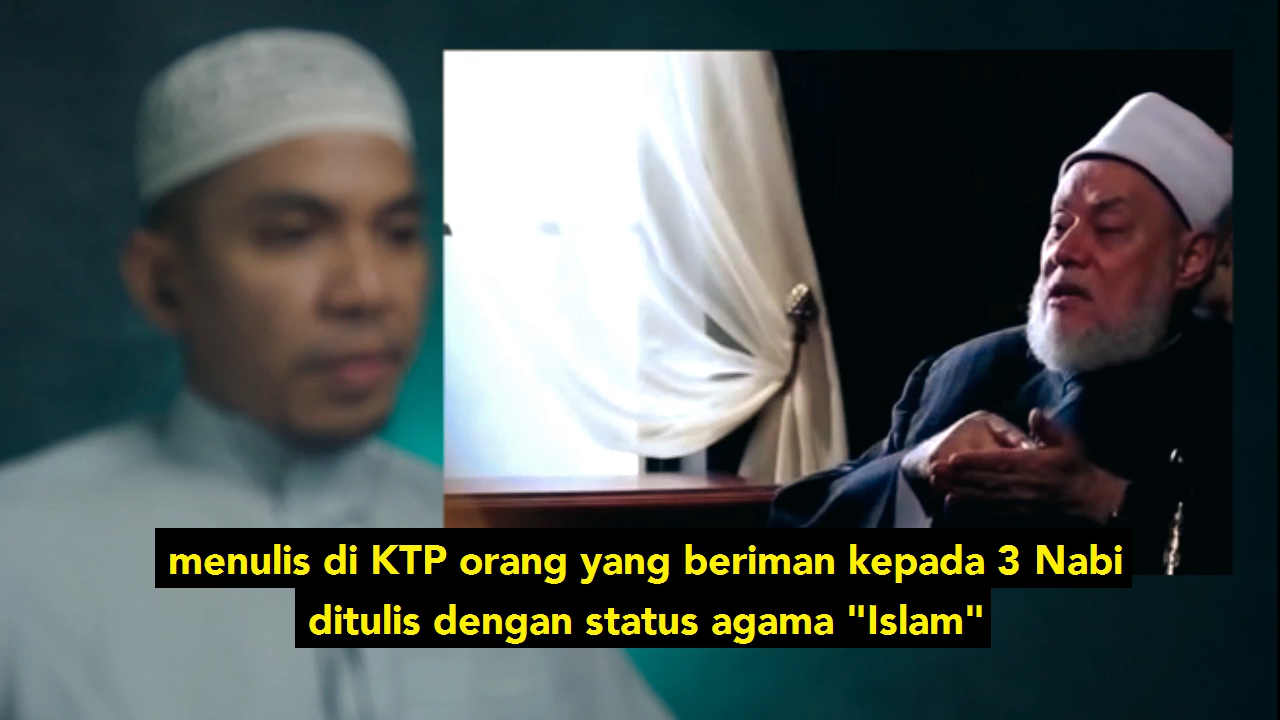 menulis di KTP orang yang beriman kepada 3 Nabi
ditulis dengan status agama "Islam"